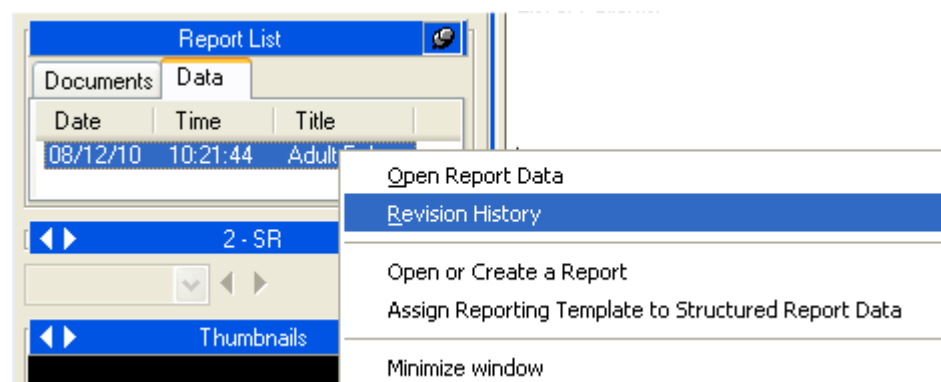 Report List
Documents Data
Date Time Title
08/12/10 10:21:44 Adult
Open Report Data
Revision History
2 - SR
Open or Create a Report
Assign Reporting Template to Structured Report Data
Thumbnails
Minimize window